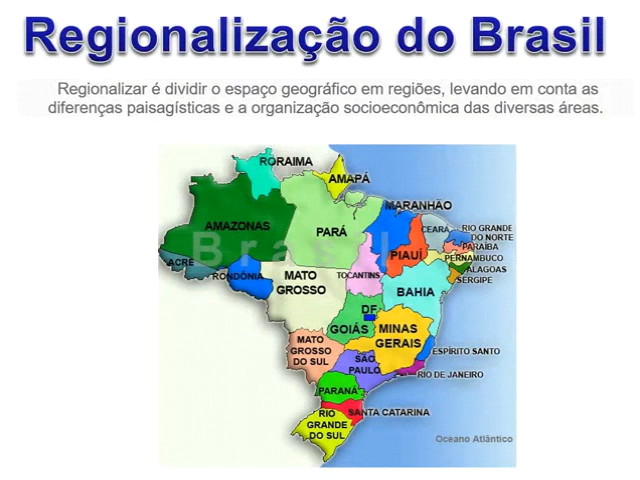 Regionalização do Brasil
Regionalizar é dividir o espaço geográfico em regiões, levando em conta as
diferenças paisagísticas e a organização socioeconômica das diversas áreas.
RORAIMA
AMAPÁ
AMAZONAS
PARÁ
MARANHÃO
CEARÁ
RIO GRANDE
DO NORTE
PARAIBA
PERNAMBUCO
ALAGOAS
SERGIPE
PIAUÍ
Brasil
ACRE
RONDÔNIA
MATO
GROSSO
TOCANTINS
BAHIA
DF
GOIÁS
MINAS
GERAIS
MATO
GROSSO
DO SUL
SÃO
PAULO
ESPÍRITO SANTO
RIO DE JANEIRO
PARANÁ
SANTA CATARINA
RIO
GRANDE
DO SUL
Oceano Atlântico